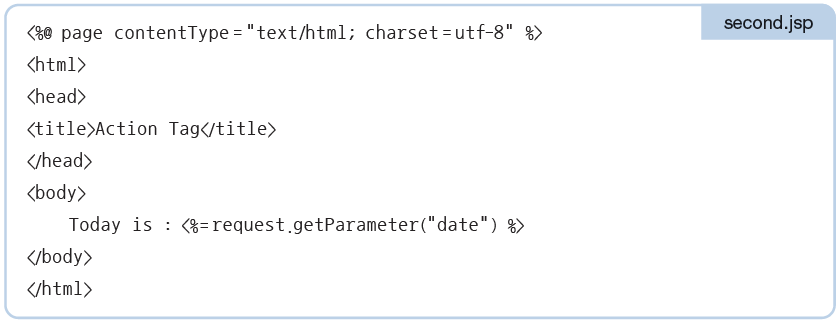 second.jsp
<%@ page contentType="text/html; charset=utf-8" %>
<html>
<head>
<title>Action Tag</title>
</head>
<body>
Today is : <%=request.getParameter("date") %>
</body>
</html>